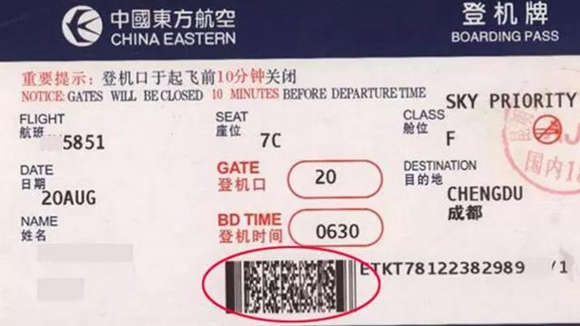 中國東方航空
CHINA EASTERN
登机牌
BOARDING PASS
重要提示：登机口于起飞前10分钟关闭
NOTICE: GATES WILL BE CLOSED 10 MINUTES BEFORE DEPARTURE TIME
SKY PRIORITY
FLIGHT
航班 5851
SEAT
座位 7C
CLASS
舱位 F
DATE
日期 20AUG
GATE
登机口 20
DESTINATION
目的地 CHENGDU
成都
NAME
姓名
BD TIME
登机时间 0630
国内
ETKT78122382989 /1